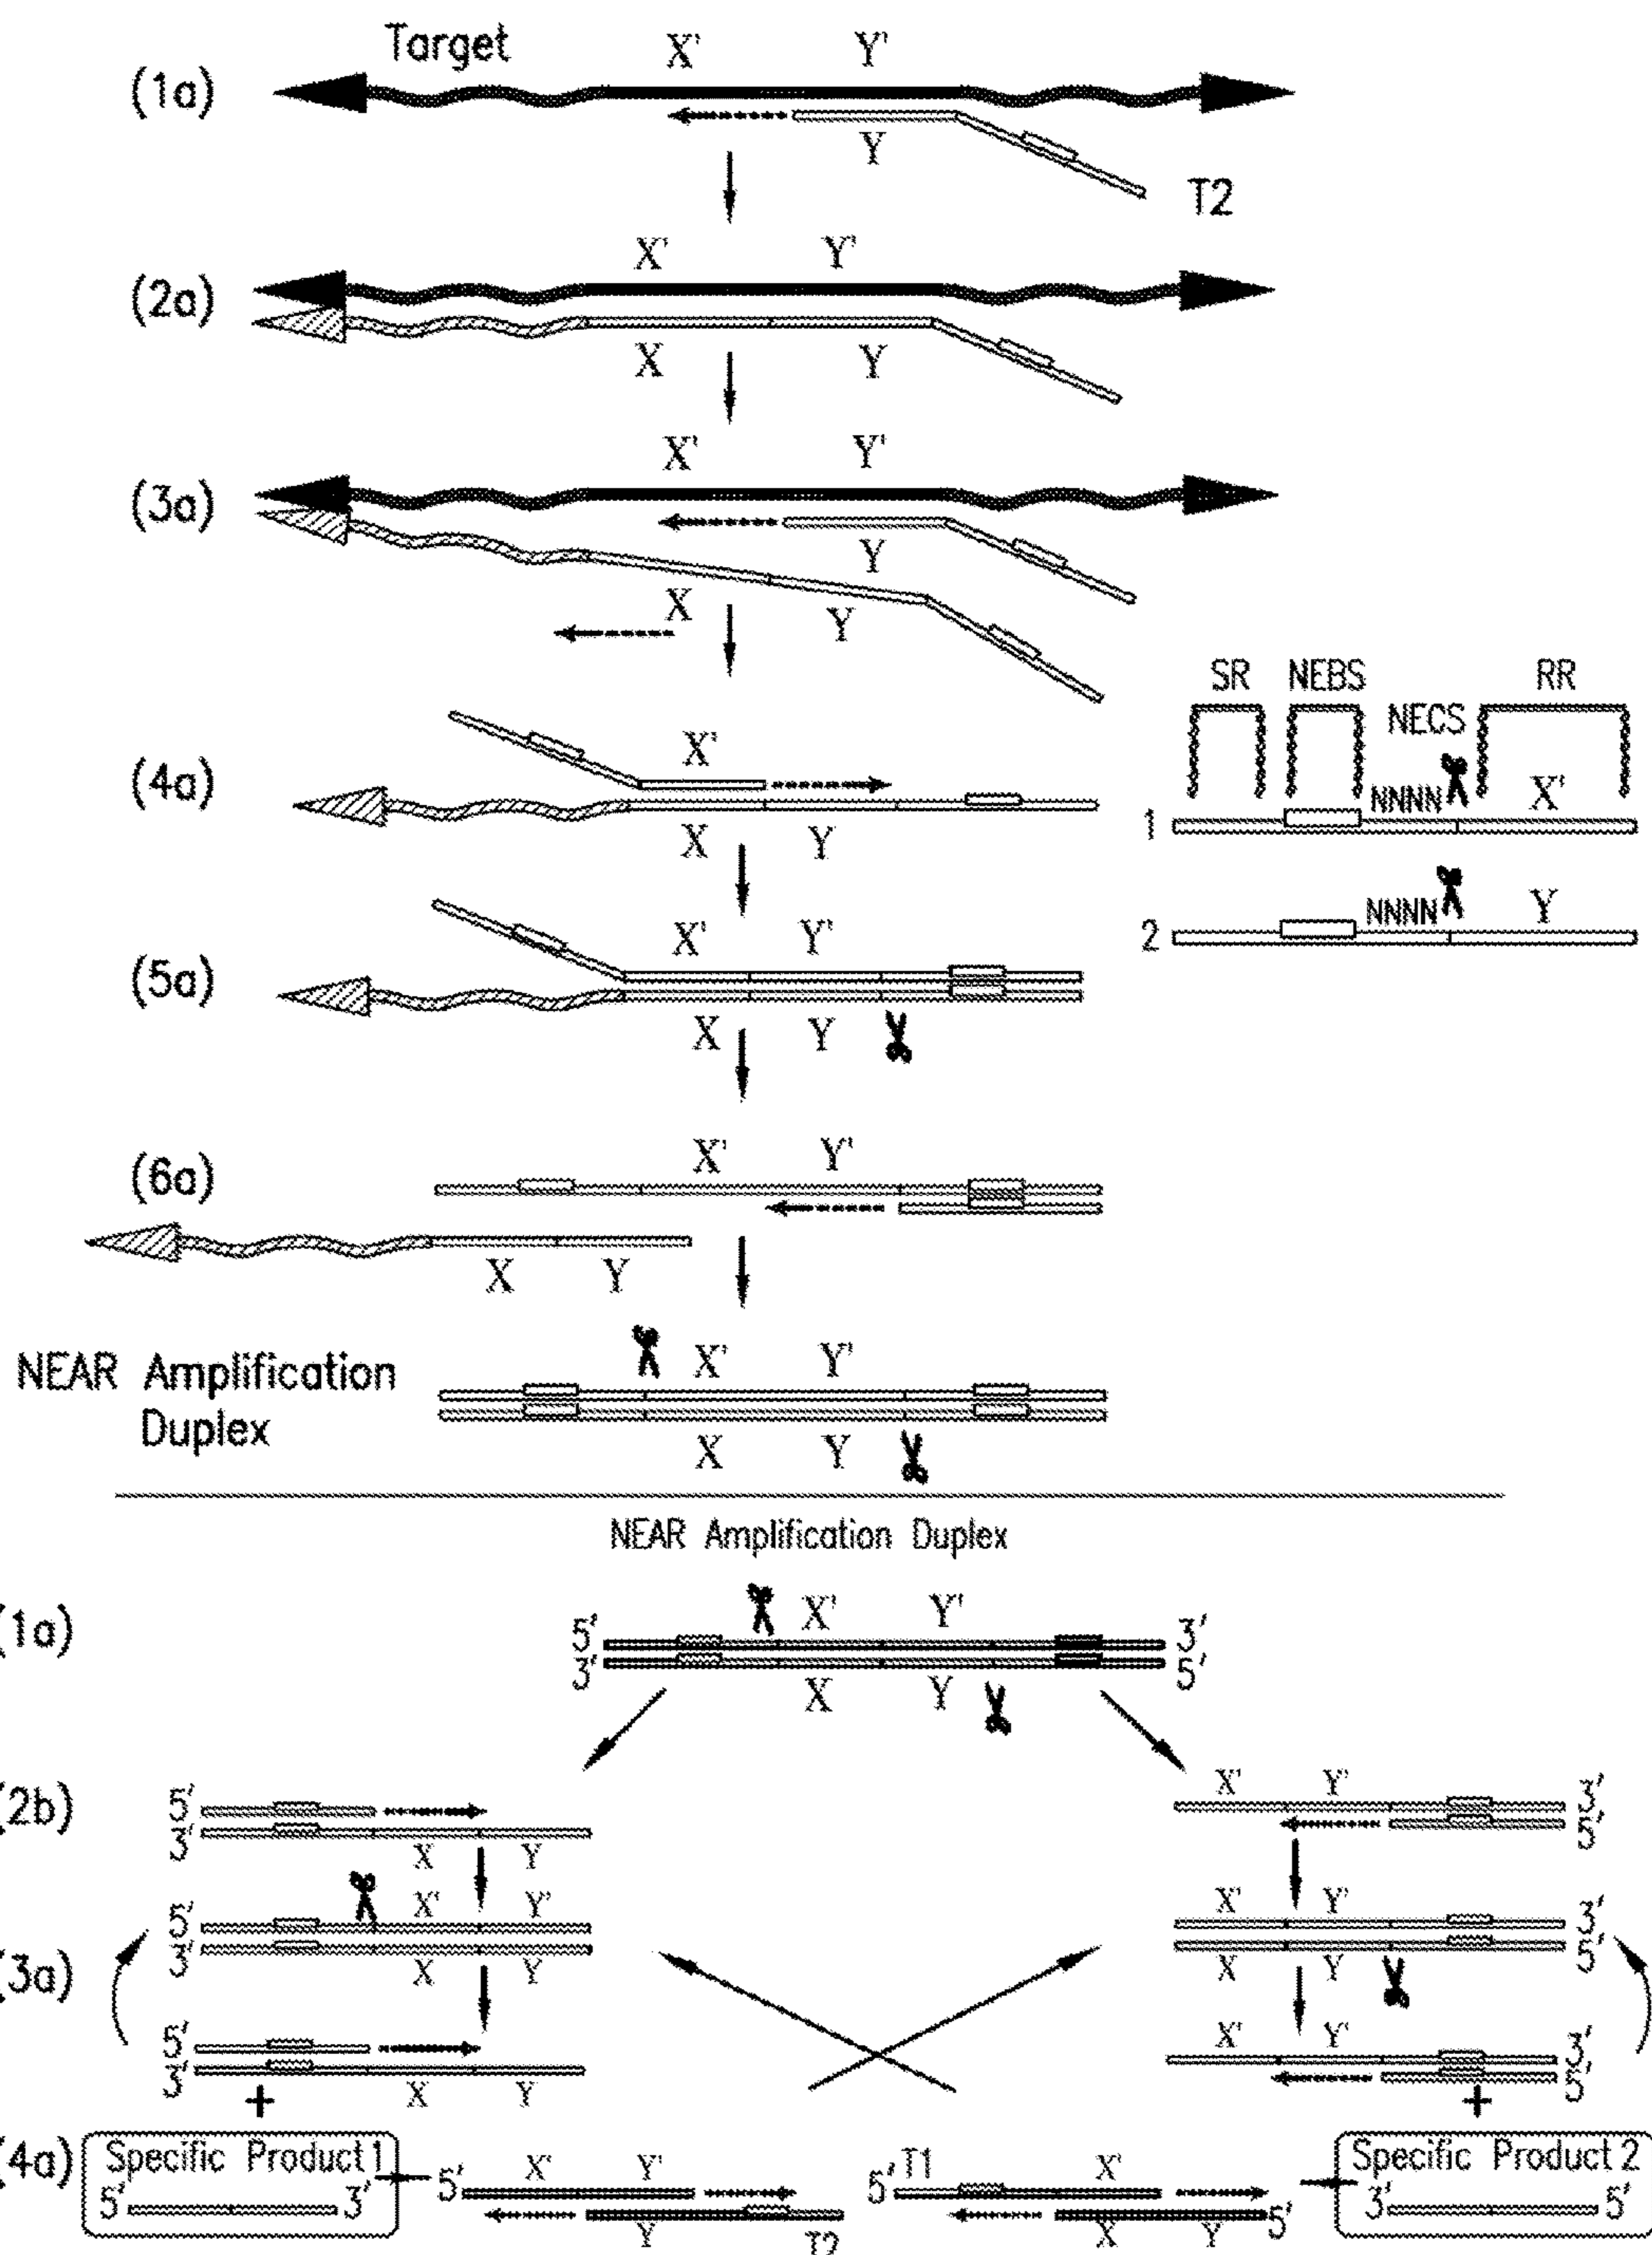 Target X' Y'
(1a)
Y
T2
X' Y'
(2a)
X Y
X' Y'
(3a)
Y
X
Y
SR NEBS RR
NECS
X'
(4a)
NNNN X'
1
X Y
NNNN Y
2
X' Y'
(5a)
X Y
X' Y'
(6a)
X Y
NEAR Amplification
Duplex
X' Y'
X Y
NEAR Amplification Duplex
(1a)
5' X' Y' 3'
3' 5'
X Y
(2b)
5'
3'
X Y
X' Y' 3'
5'
5' X' Y'
3'
X Y
X' Y' 3'
5'
X Y
(3a)
5'
3'
X Y
+
X' Y' 3'
5'
+
(4a)
Specific Product 1
5' 3'
5' X' Y'
Y T2
5' T1 X'
X Y 5'
Specific Product 2
3' 5'